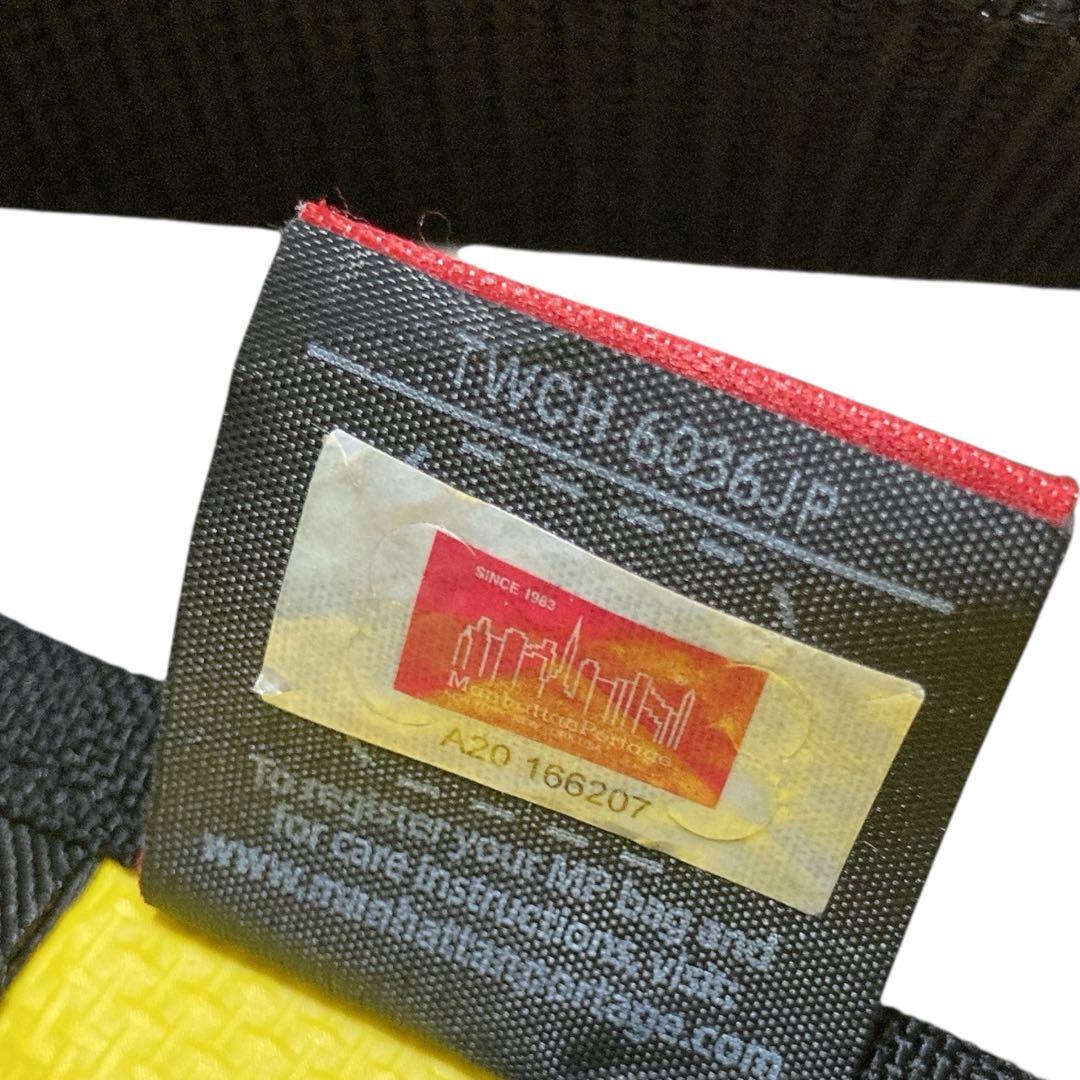 TWCH 6036JP
SINCE 1983
ManhattanPortage
A20 166207
To register your MP bag and
for care instructions, visit:
www.manhattanportage.com